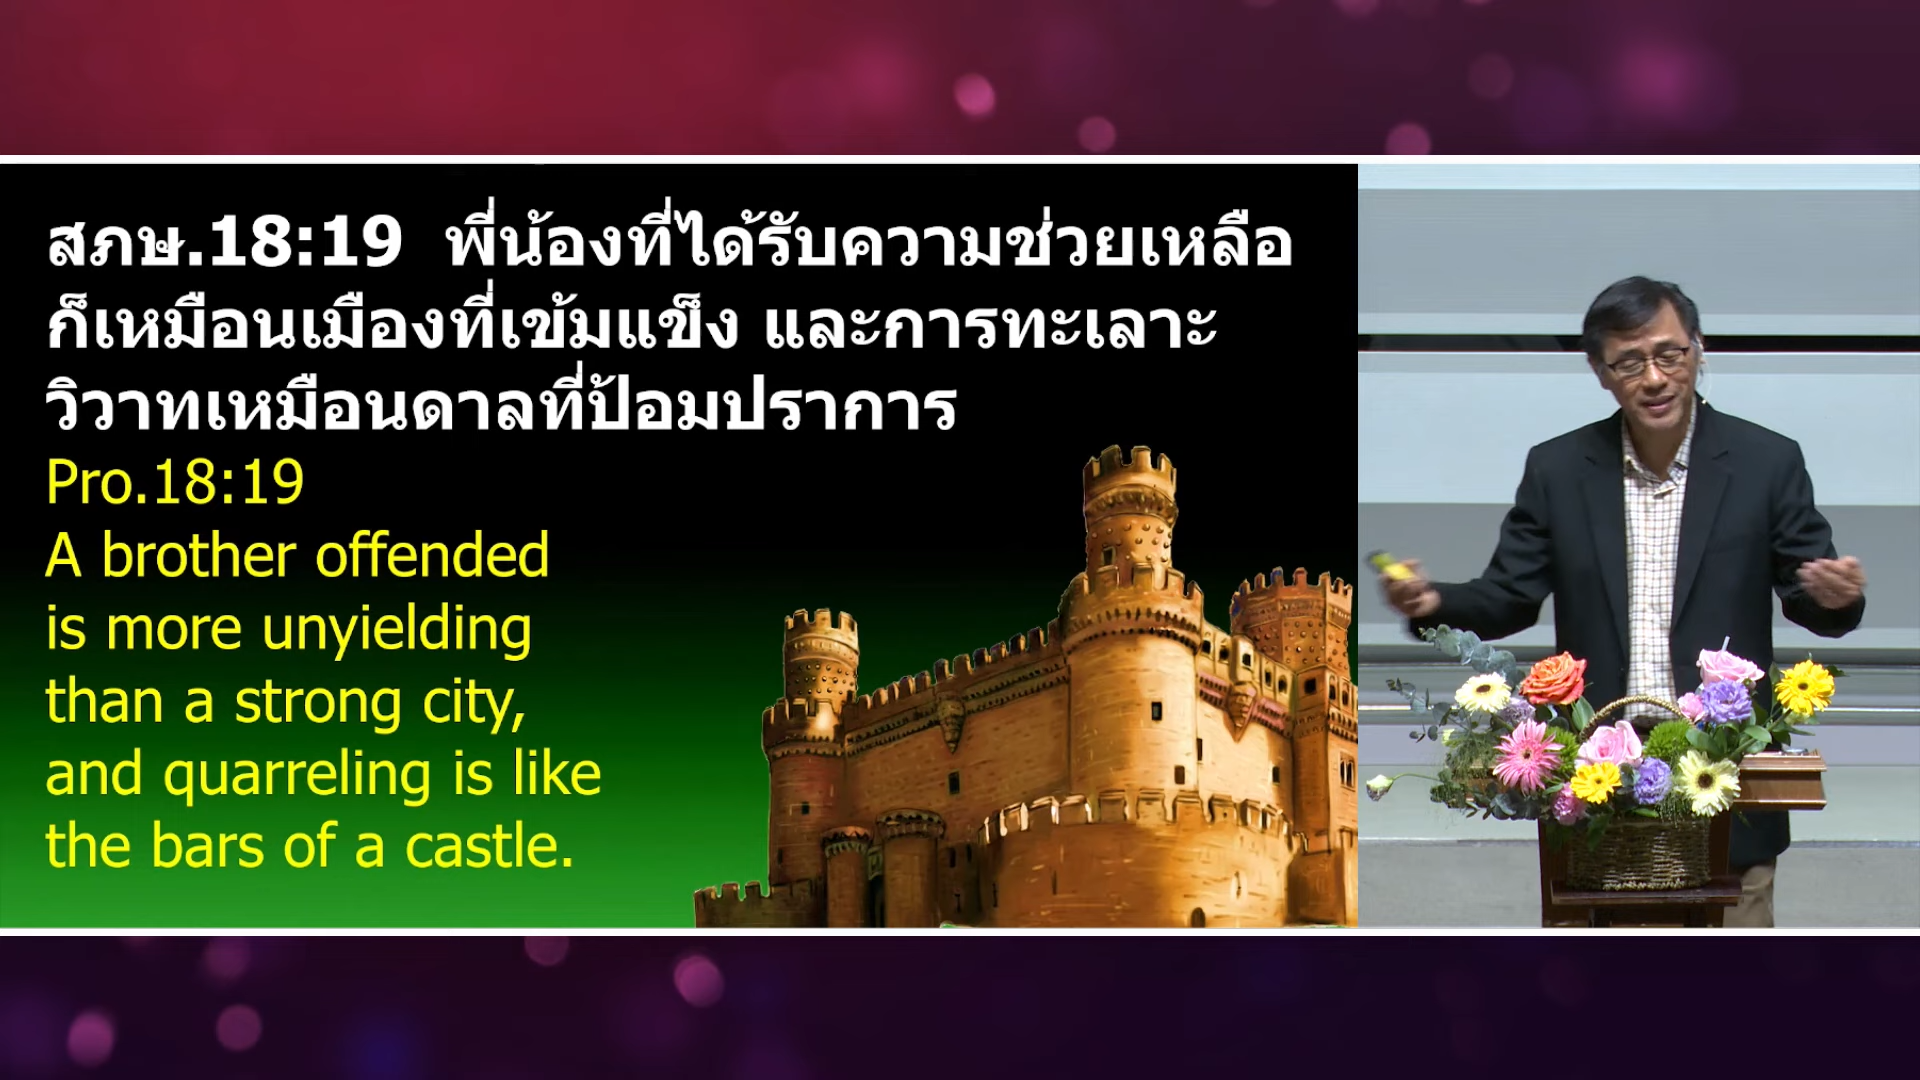 สภษ.18:19 พี่น้องที่ได้รับความช่วยเหลือ
ก็เหมือนเมืองที่เข้มแข็ง และการทะเลาะ
วิวาทเหมือนดาลที่ป้อมปราการ
Pro.18:19
A brother offended
is more unyielding
than a strong city,
and quarreling is like
the bars of a castle.